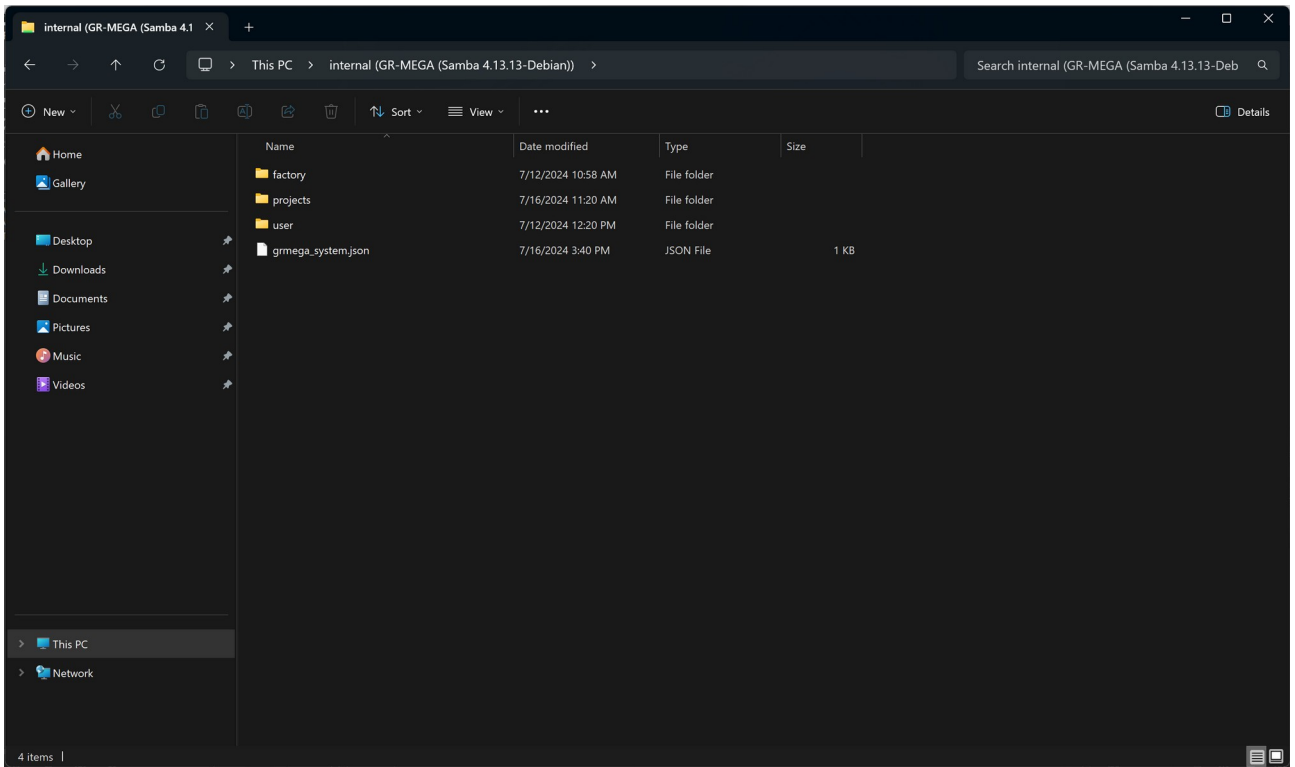 internal (GR-MEGA (Samba 4.1
This PC > internal (GR-MEGA (Samba 4.13.13-Debian)) >
Search internal (GR-MEGA (Samba 4.13.13-Deb
New
Sort
View
Details
Home
Gallery
Desktop
Downloads
Documents
Pictures
Music
Videos
This PC
Network
Name Date modified Type Size
factory 7/12/2024 10:58 AM File folder
projects 7/16/2024 11:20 AM File folder
user 7/12/2024 12:20 PM File folder
grmega_system.json 7/16/2024 3:40 PM JSON File 1 KB
4 items